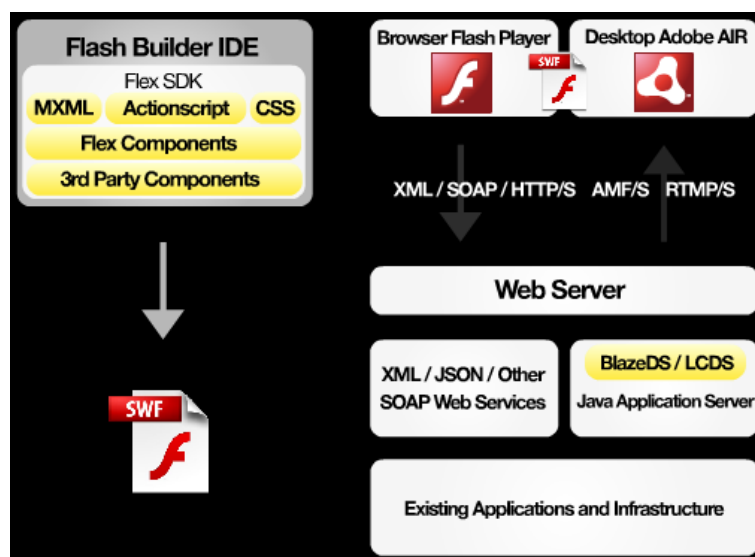 Flash Builder IDE
Flex SDK
MXML Actionscript CSS
Flex Components
3rd Party Components
SWF
Browser Flash Player Desktop Adobe AIR
SWF
XML / SOAP / HTTP/S AMF/S RTMP/S
Web Server
XML / JSON / Other
SOAP Web Services
BlazeDS / LCDS
Java Application Server
Existing Applications and Infrastructure